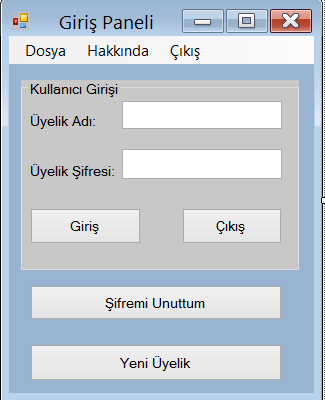 Giriş Paneli
Dosya Hakkında Çıkış
Kullanıcı Girişi
Üyelik Adı:
Üyelik Şifresi:
Giriş Çıkış
Şifremi Unuttum
Yeni Üyelik